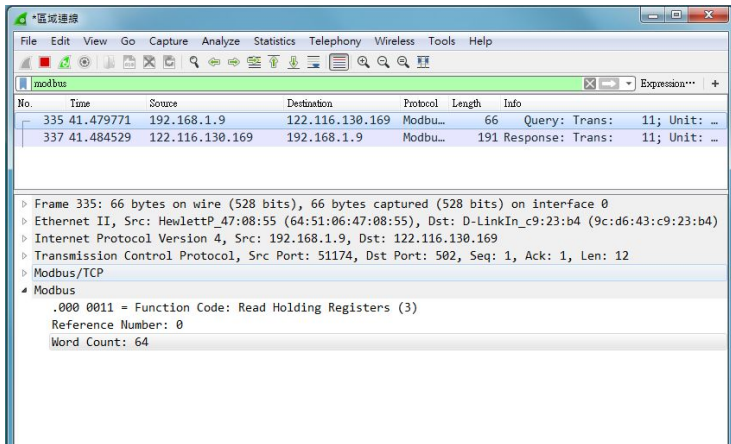 *區域連線
File Edit View Go Capture Analyze Statistics Telephony Wireless Tools Help
modbus Expression… +
No. Time Source Destination Protocol Length Info
335 41.479771 192.168.1.9 122.116.130.169 Modbu… 66 Query: Trans: 11; Unit: …
337 41.484529 122.116.130.169 192.168.1.9 Modbu… 191 Response: Trans: 11; Unit: …
Frame 335: 66 bytes on wire (528 bits), 66 bytes captured (528 bits) on interface 0
Ethernet II, Src: HewlettP_47:08:55 (64:51:06:47:08:55), Dst: D-LinkIn_c9:23:b4 (9c:d6:43:c9:23:b4)
Internet Protocol Version 4, Src: 192.168.1.9, Dst: 122.116.130.169
Transmission Control Protocol, Src Port: 51174, Dst Port: 502, Seq: 1, Ack: 1, Len: 12
Modbus/TCP
Modbus
.000 0011 = Function Code: Read Holding Registers (3)
Reference Number: 0
Word Count: 64